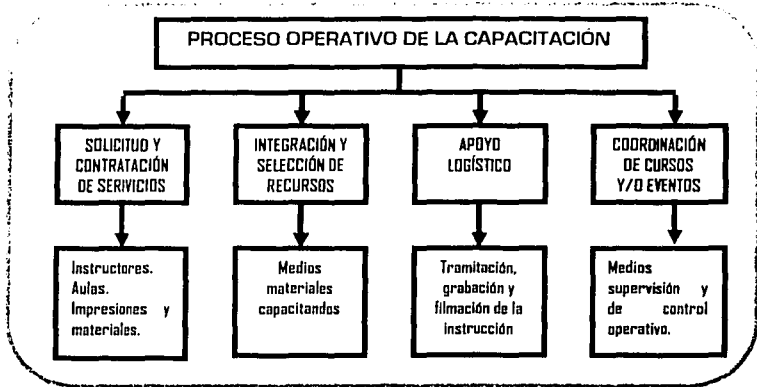 PROCESO OPERATIVO DE LA CAPACITACIÓN
SOLICITUD Y
CONTRATACIÓN
DE SERIVICIOS
INTEGRACIÓN Y
SELECCIÓN DE
RECURSOS
APOYO
LOGÍSTICO
COORDINACIÓN
DE CURSOS
Y/O EVENTOS
Instructores.
Aulas.
Impresiones y
materiales.
Medios
materiales
capacitandos
Tramitación,
grabación y
filmación de la
instrucción
Medios
supervisión y
de control
operativo.